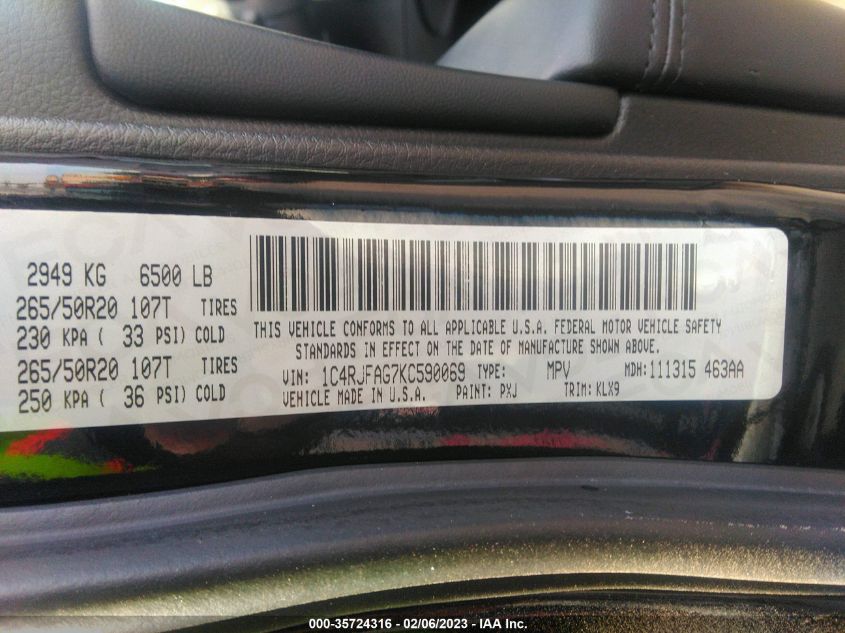 2949 KG 6500 LB
265/50R20 107T TIRES
230 KPA ( 33 PSI) COLD
265/50R20 107T TIRES
250 KPA ( 36 PSI) COLD
THIS VEHICLE CONFORMS TO ALL APPLICABLE U.S.A. FEDERAL MOTOR VEHICLE SAFETY
STANDARDS IN EFFECT ON THE DATE OF MANUFACTURE SHOWN ABOVE.
VIN: 1C4RJFAG7KC590069 TYPE: MPV MDH: 111315 463AA
VEHICLE MADE IN U.S.A. PAINT: PXJ TRIM: KLX9
000-35724316 - 02/06/2023 - IAA Inc.